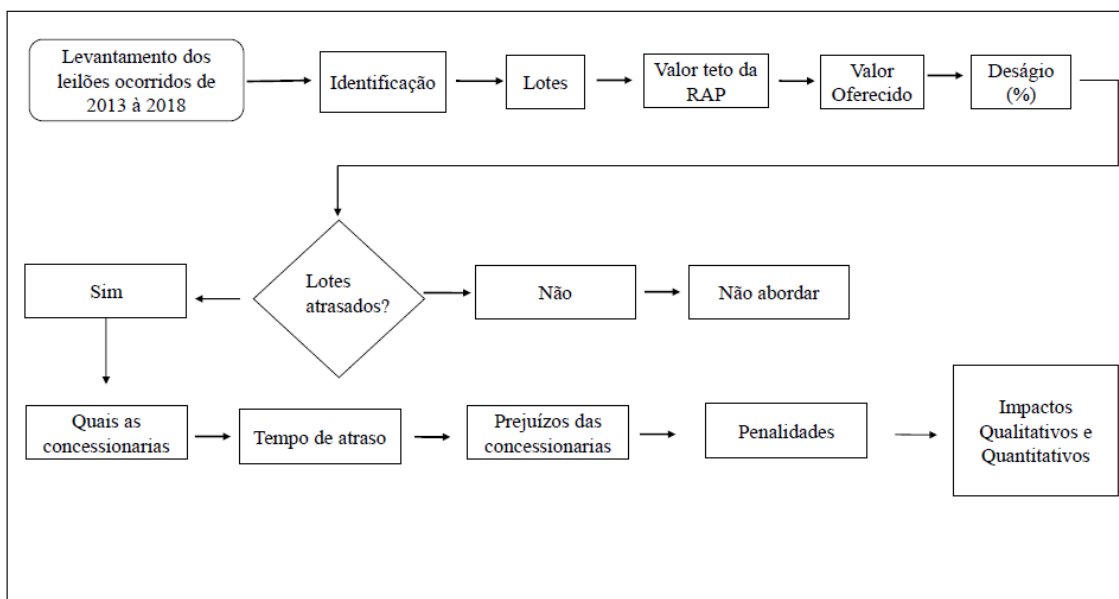 Levantamento dos
leilões ocorridos de
2013 à 2018
Identificação
Lotes
Valor teto da
RAP
Valor
Oferecido
Deságio
(%)
Lotes
atrasados?
Sim
Não
Não abordar
Quais as
concessionarias
Tempo de atraso
Prejuízos das
concessionarias
Penalidades
Impactos
Qualitativos e
Quantitativos